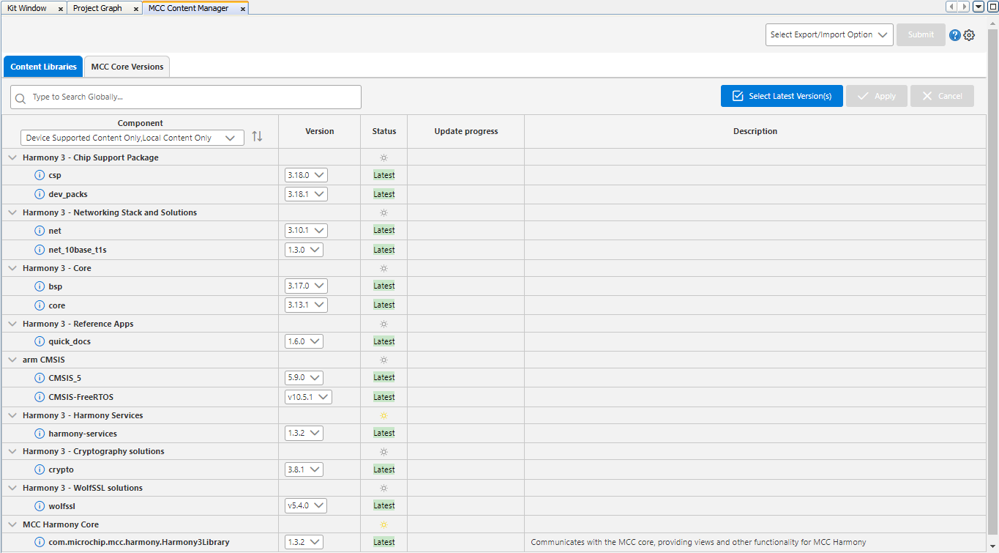 Kit Window × Project Graph × MCC Content Manager ×
Select Export/Import Option Submit ?
Content Libraries MCC Core Versions
Type to Search Globally... Select Latest Version(s) Apply Cancel
Component Version Status Update progress Description
Device Supported Content Only,Local Content Only
Harmony 3 - Chip Support Package
csp 3.18.0 Latest
dev_packs 3.18.1 Latest
Harmony 3 - Networking Stack and Solutions
net 3.10.1 Latest
net_10base_t1s 1.3.0 Latest
Harmony 3 - Core
bsp 3.17.0 Latest
core 3.13.1 Latest
Harmony 3 - Reference Apps
quick_docs 1.6.0 Latest
arm CMSIS
CMSIS_5 5.9.0 Latest
CMSIS-FreeRTOS v10.5.1 Latest
Harmony 3 - Harmony Services
harmony-services 1.3.2 Latest
Harmony 3 - Cryptography solutions
crypto 3.8.1 Latest
Harmony 3 - WolfSSL solutions
wolfssl v5.4.0 Latest
MCC Harmony Core
com.microchip.mcc.harmony.Harmony3Library 1.3.2 Latest Communicates with the MCC core, providing views and other functionality for MCC Harmony